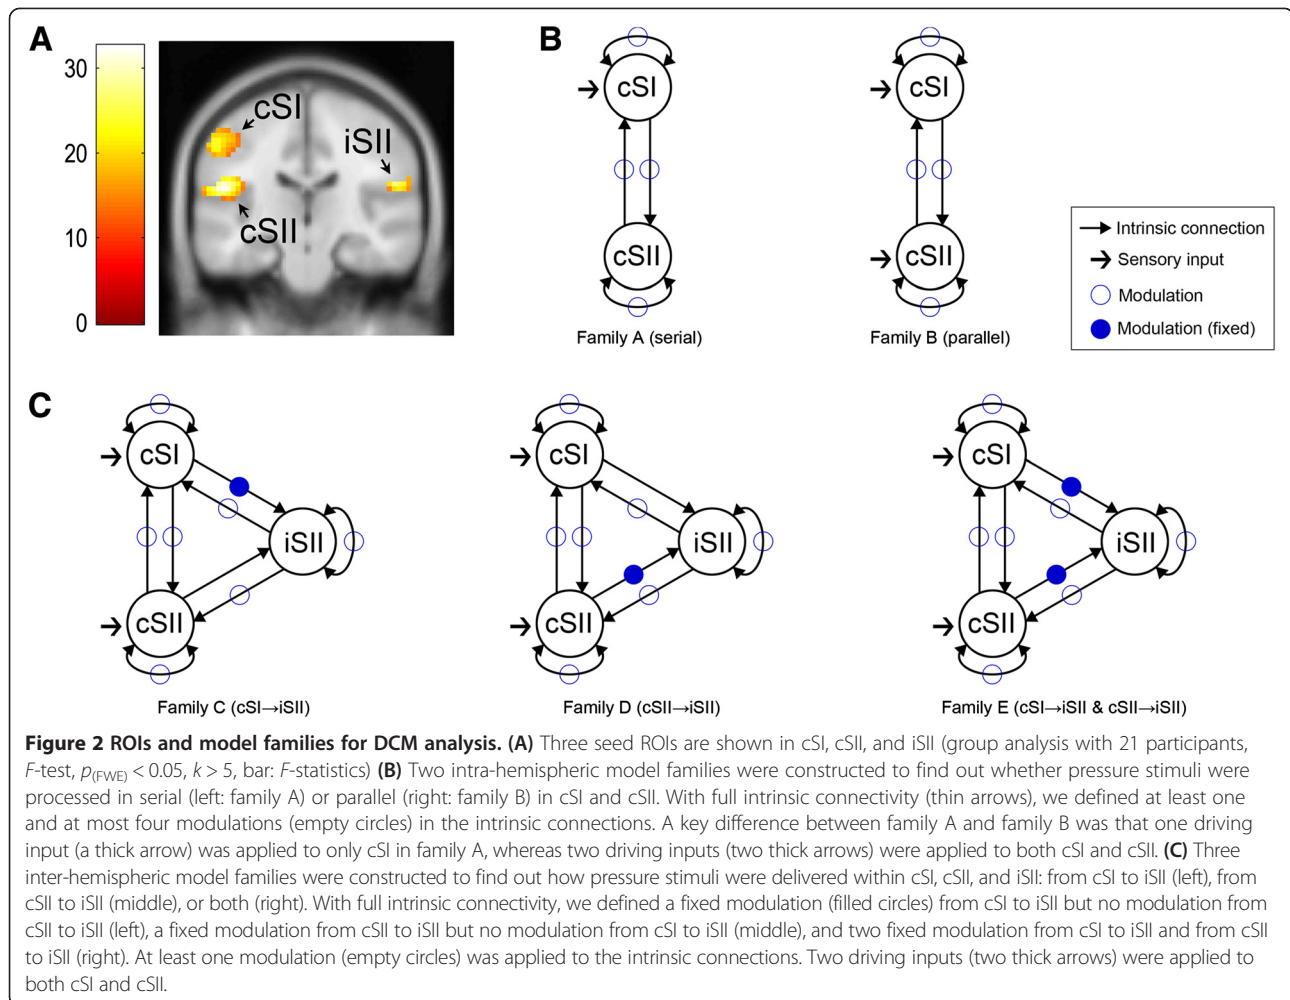 A
30
20
10
0
cSI
iSII
cSII
B
cSI
cSII
Family A (serial)
cSI
cSII
Family B (parallel)
Intrinsic connection
Sensory input
Modulation
Modulation (fixed)
C
cSI
iSII
cSII
Family C (cSI→iSII)
cSI
iSII
cSII
Family D (cSII→iSII)
cSI
iSII
cSII
Family E (cSI→iSII & cSII→iSII)
Figure 2 ROIs and model families for DCM analysis. (A) Three seed ROIs are shown in cSI, cSII, and iSII (group analysis with 21 participants,
F-test, p(FWE) < 0.05, k > 5, bar: F-statistics) (B) Two intra-hemispheric model families were constructed to find out whether pressure stimuli were
processed in serial (left: family A) or parallel (right: family B) in cSI and cSII. With full intrinsic connectivity (thin arrows), we defined at least one
and at most four modulations (empty circles) in the intrinsic connections. A key difference between family A and family B was that one driving
input (a thick arrow) was applied to only cSI in family A, whereas two driving inputs (two thick arrows) were applied to both cSI and cSII. (C) Three
inter-hemispheric model families were constructed to find out how pressure stimuli were delivered within cSI, cSII, and iSII: from cSI to iSII (left), from
cSII to iSII (middle), or both (right). With full intrinsic connectivity, we defined a fixed modulation (filled circles) from cSI to iSII but no modulation from
cSII to iSII (left), a fixed modulation from cSII to iSII but no modulation from cSI to iSII (middle), and two fixed modulation from cSI to iSII and from cSII
to iSII (right). At least one modulation (empty circles) was applied to the intrinsic connections. Two driving inputs (two thick arrows) were applied to
both cSI and cSII.